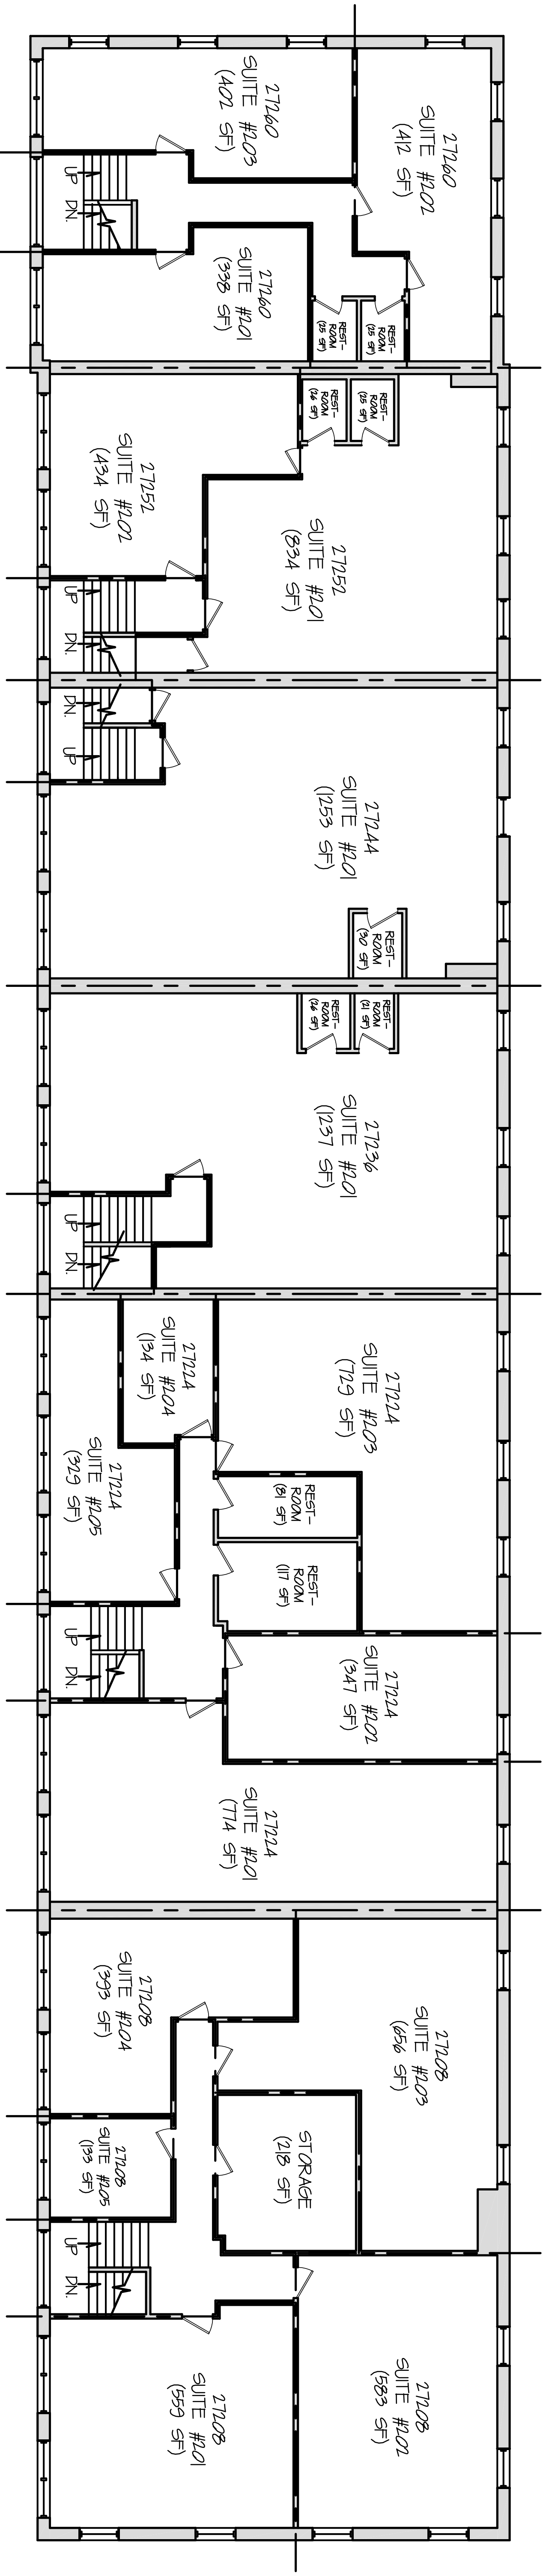 27260
SUITE #203
(402 SF)
27260
SUITE #202
(412 SF)
UP
DN.
27260
SUITE #201
(338 SF)
REST-
ROOM
(25 SF)
REST-
ROOM
(25 SF)
REST-
ROOM
(26 SF)
REST-
ROOM
(25 SF)
27252
SUITE #202
(434 SF)
27252
SUITE #201
(834 SF)
UP
DN.
DN.
UP
27244
SUITE #201
(1253 SF)
REST-
ROOM
(30 SF)
REST-
ROOM
(26 SF)
REST-
ROOM
(21 SF)
27236
SUITE #201
(1237 SF)
UP
DN.
27224
SUITE #204
(134 SF)
27224
SUITE #203
(729 SF)
27224
SUITE #205
(329 SF)
REST-
ROOM
(81 SF)
REST-
ROOM
(117 SF)
UP
DN.
27224
SUITE #202
(347 SF)
27224
SUITE #201
(774 SF)
27208
SUITE #204
(393 SF)
27208
SUITE #203
(656 SF)
27208
SUITE #205
(133 SF)
STORAGE
(218 SF)
UP
DN.
27208
SUITE #201
(559 SF)
27208
SUITE #202
(583 SF)